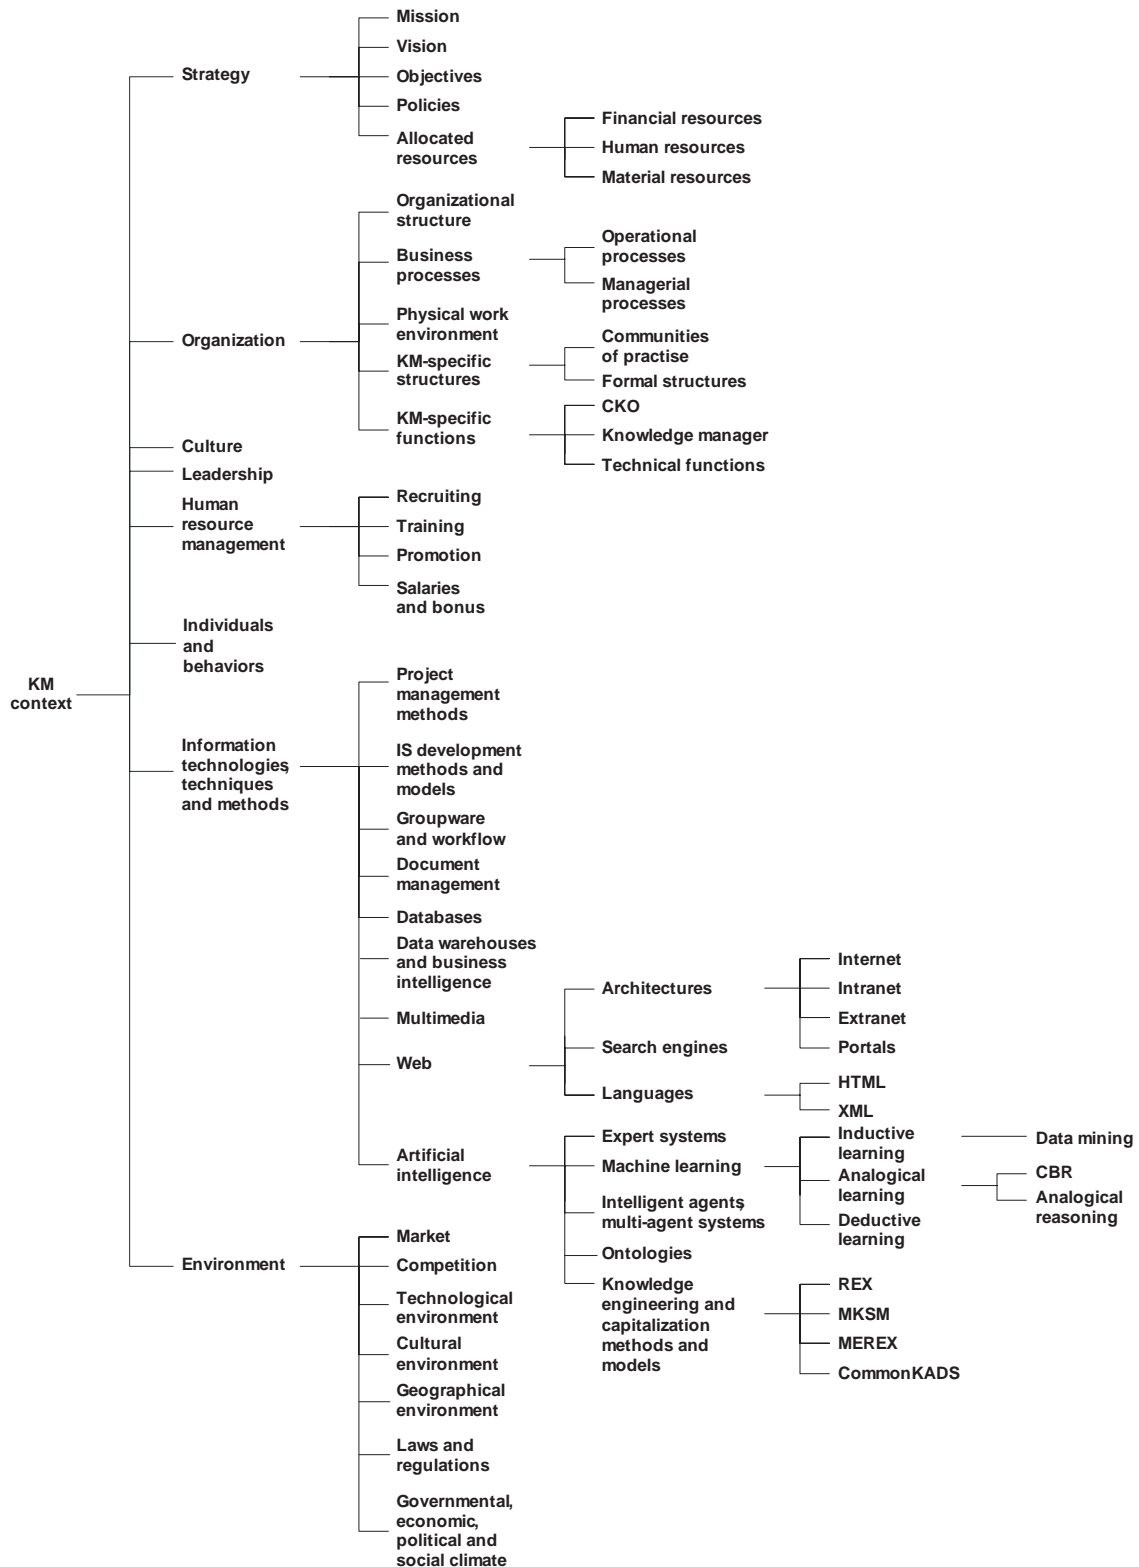 Mission
Vision
Strategy
Objectives
Policies
Allocated
resources
Financial resources
Human resources
Material resources
Organizational
structure
Business
processes
Operational
processes
Managerial
processes
Physical work
environment
Organization
KM-specific
structures
Communities
of practise
Formal structures
KM-specific
functions
CKO
Knowledge manager
Technical functions
Culture
Leadership
Human
resource
management
Recruiting
Training
Promotion
Salaries
and bonus
Individuals
and
behaviors
KM
context
Project
management
methods
Information
technologies,
techniques
and methods
IS development
methods and
models
Groupware
and workflow
Document
management
Databases
Data warehouses
and business
intelligence
Multimedia
Web
Architectures
Internet
Intranet
Extranet
Portals
Search engines
Languages
HTML
XML
Artificial
intelligence
Expert systems
Machine learning
Inductive
learning
Data mining
Analogical
learning
CBR
Analogical
reasoning
Deductive
learning
Intelligent agents,
multi-agent systems
Ontologies
Knowledge
engineering and
capitalization
methods and
models
REX
MKSM
MEREX
CommonKADS
Environment
Market
Competition
Technological
environment
Cultural
environment
Geographical
environment
Laws and
regulations
Governmental,
economic,
political and
social climate